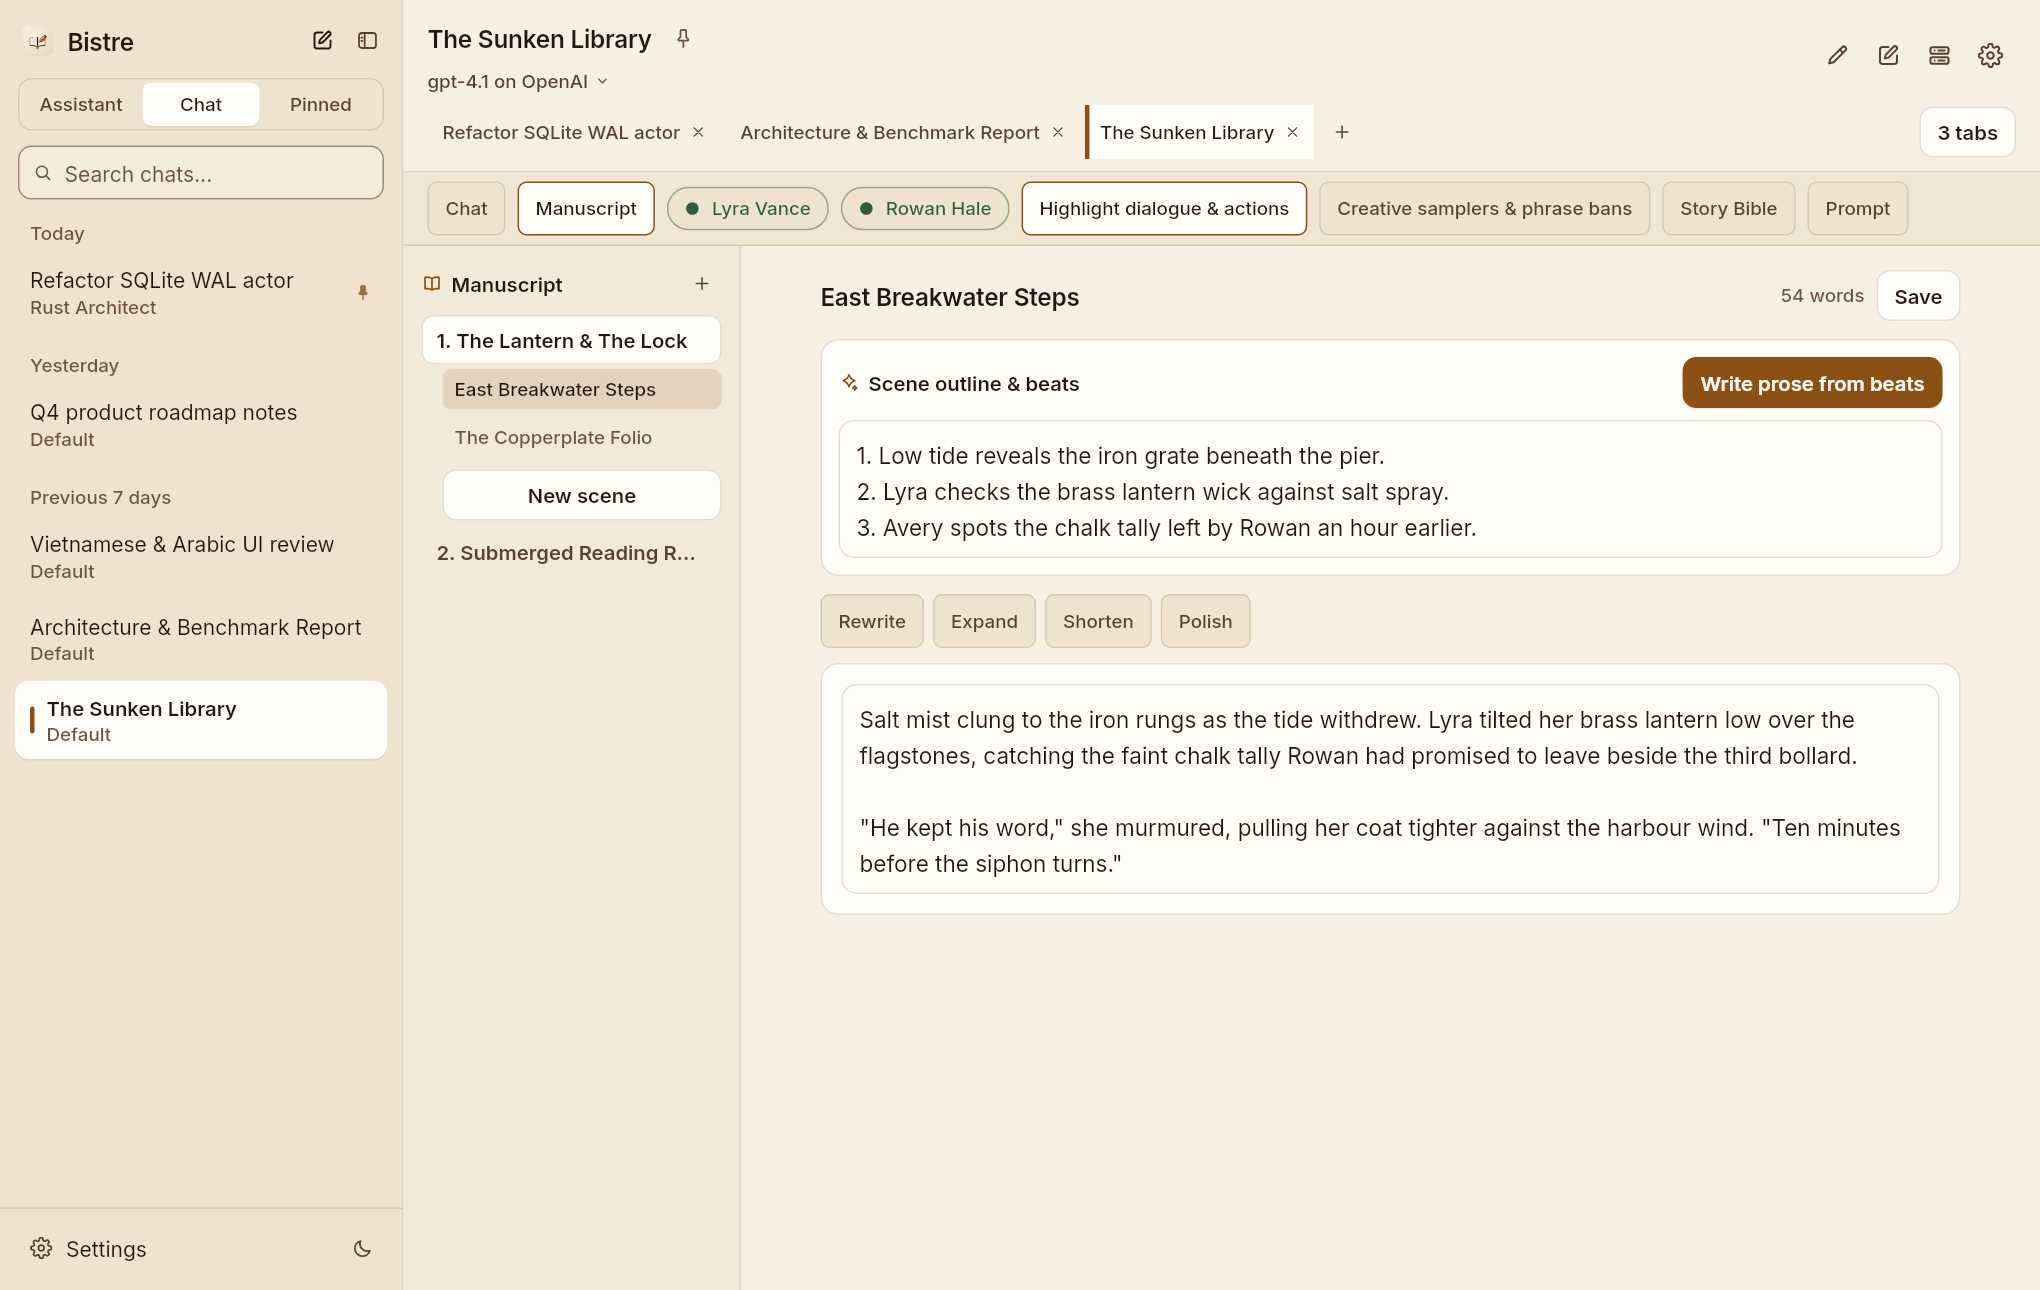 Bistre
Assistant
Chat
Pinned
Search chats...
Today
Refactor SQLite WAL actor
Rust Architect
Yesterday
Q4 product roadmap notes
Default
Previous 7 days
Vietnamese & Arabic UI review
Default
Architecture & Benchmark Report
Default
The Sunken Library
Default
Settings
The Sunken Library
gpt-4.1 on OpenAI
Refactor SQLite WAL actor
Architecture & Benchmark Report
The Sunken Library
3 tabs
Chat
Manuscript
Lyra Vance
Rowan Hale
Highlight dialogue & actions
Creative samplers & phrase bans
Story Bible
Prompt
Manuscript
1. The Lantern & The Lock
East Breakwater Steps
The Copperplate Folio
New scene
2. Submerged Reading R...
East Breakwater Steps
54 words
Save
Scene outline & beats
Write prose from beats
1. Low tide reveals the iron grate beneath the pier.
2. Lyra checks the brass lantern wick against salt spray.
3. Avery spots the chalk tally left by Rowan an hour earlier.
Rewrite
Expand
Shorten
Polish
Salt mist clung to the iron rungs as the tide withdrew. Lyra tilted her brass lantern low over the
flagstones, catching the faint chalk tally Rowan had promised to leave beside the third bollard.
"He kept his word," she murmured, pulling her coat tighter against the harbour wind. "Ten minutes
before the siphon turns."